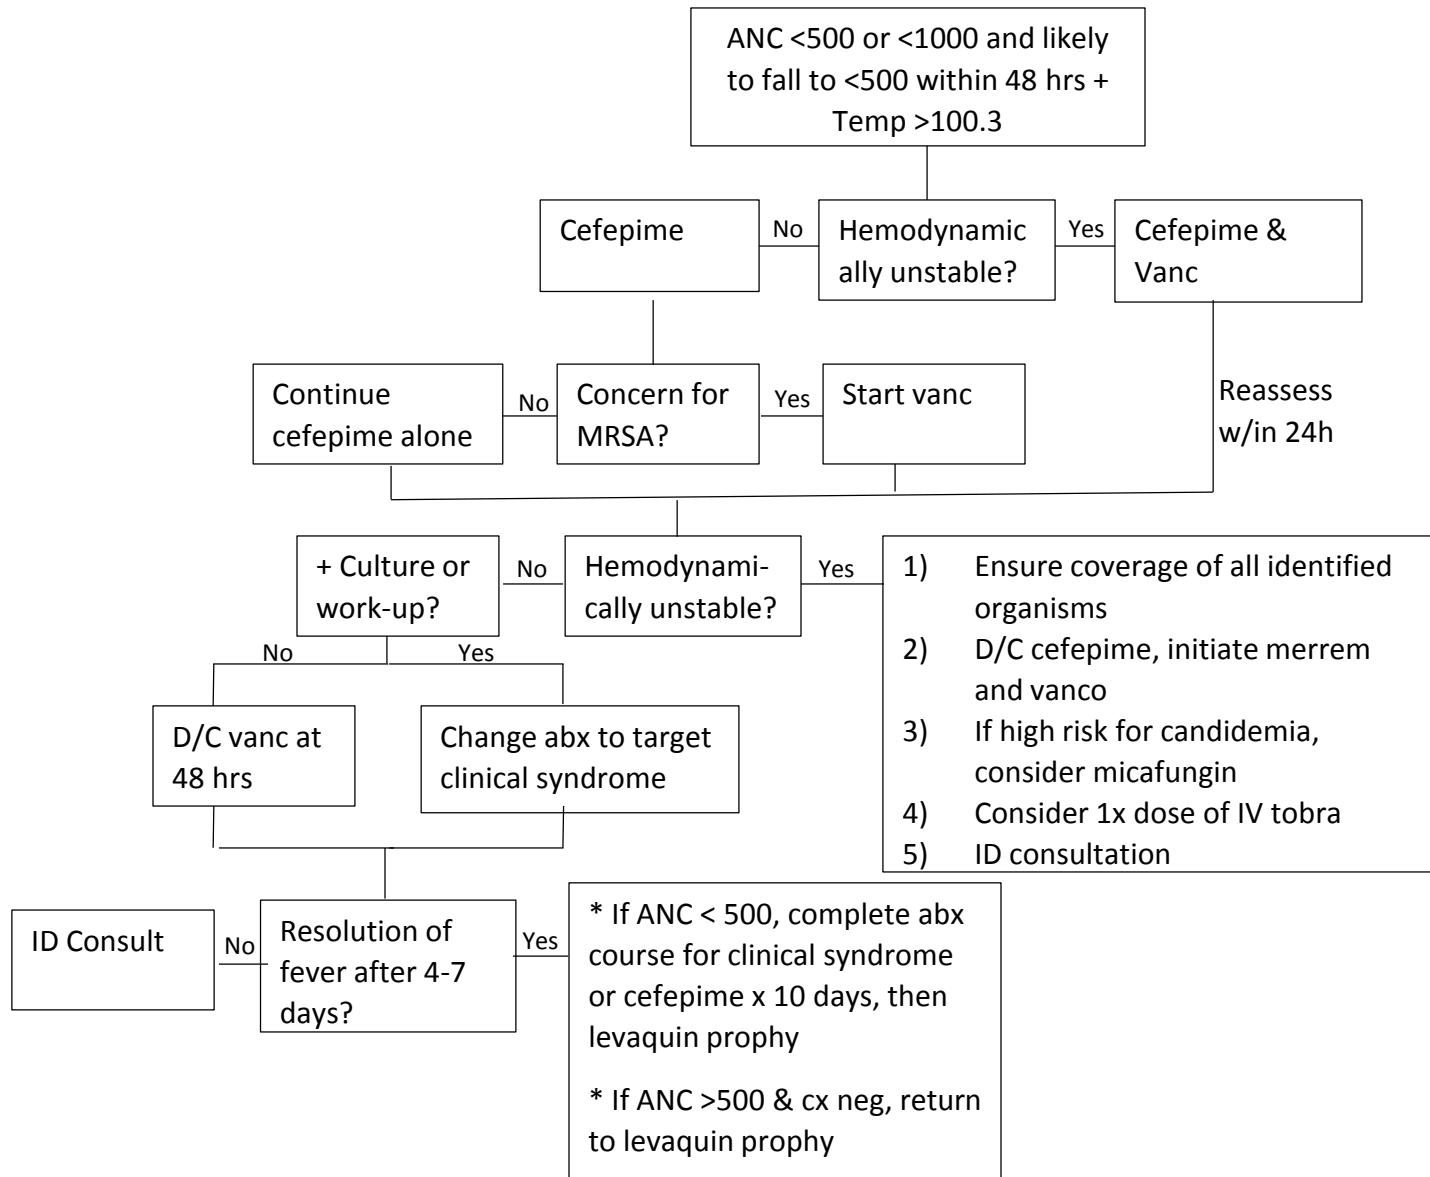 ANC <500 or <1000 and likely
to fall to <500 within 48 hrs +
Temp >100.3
Cefepime
No
Hemodynamic
ally unstable?
Yes
Cefepime &
Vanc
Continue
cefepime alone
No
Concern for
MRSA?
Yes
Start vanc
Reassess
w/in 24h
+ Culture or
work-up?
No
Hemodynami-
cally unstable?
Yes
1) Ensure coverage of all identified
organisms
2) D/C cefepime, initiate merrem
and vanco
3) If high risk for candidemia,
consider micafungin
4) Consider 1x dose of IV tobra
5) ID consultation
No
Yes
D/C vanc at
48 hrs
Change abx to target
clinical syndrome
ID Consult
No
Resolution of
fever after 4-7
days?
Yes
* If ANC < 500, complete abx
course for clinical syndrome
or cefepime x 10 days, then
levaquin prophy
* If ANC >500 & cx neg, return
to levaquin prophy